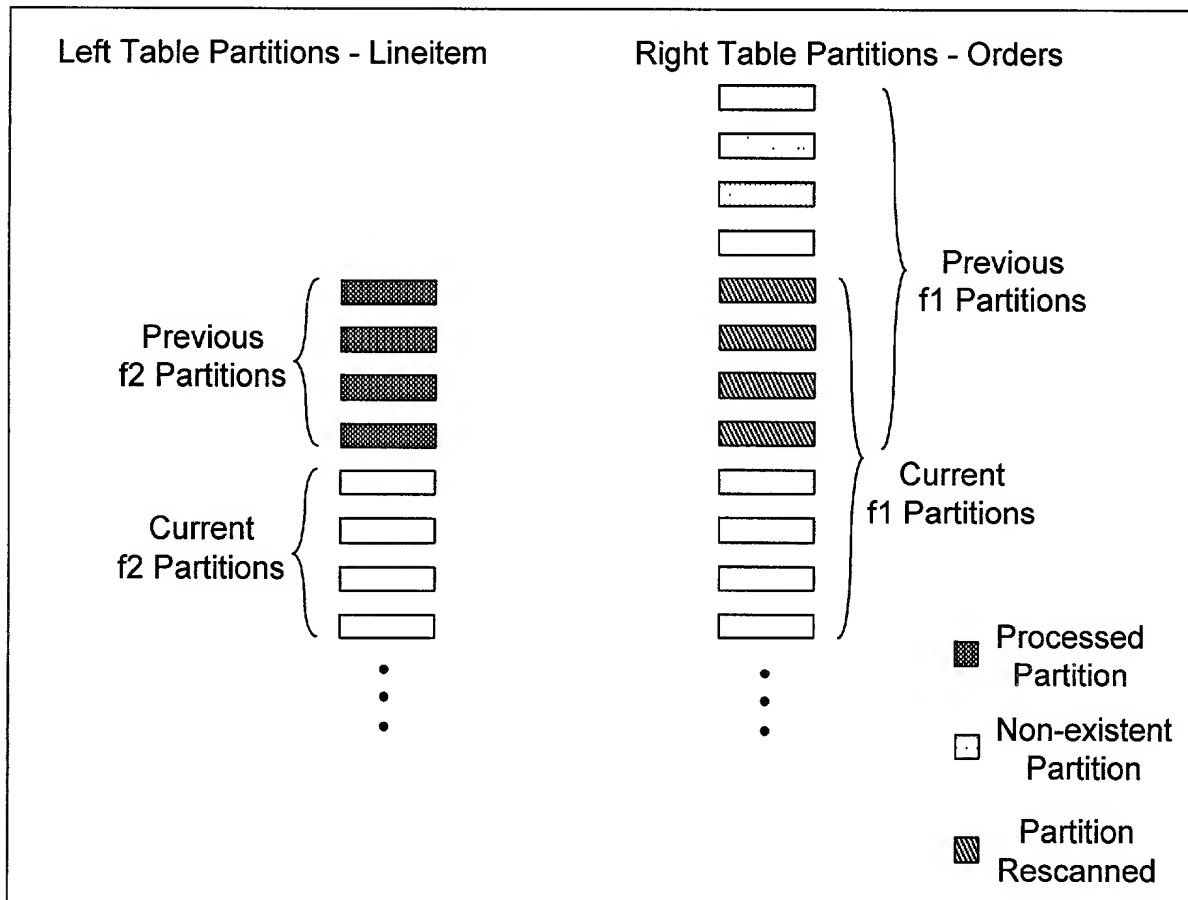 Left Table Partitions - Lineitem
Right Table Partitions - Orders
Previous
f2 Partitions
Current
f2 Partitions
Previous
f1 Partitions
Current
f1 Partitions
Processed
Partition
Non-existent
Partition
Partition
Rescanned